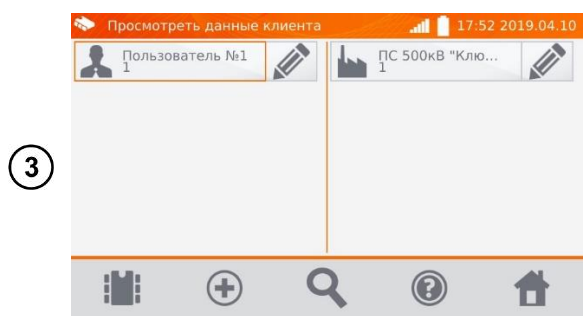 Просмотреть данные клиента 17:52 2019.04.10
Пользователь №1
1
ПС 500кВ "Клю...
1
3